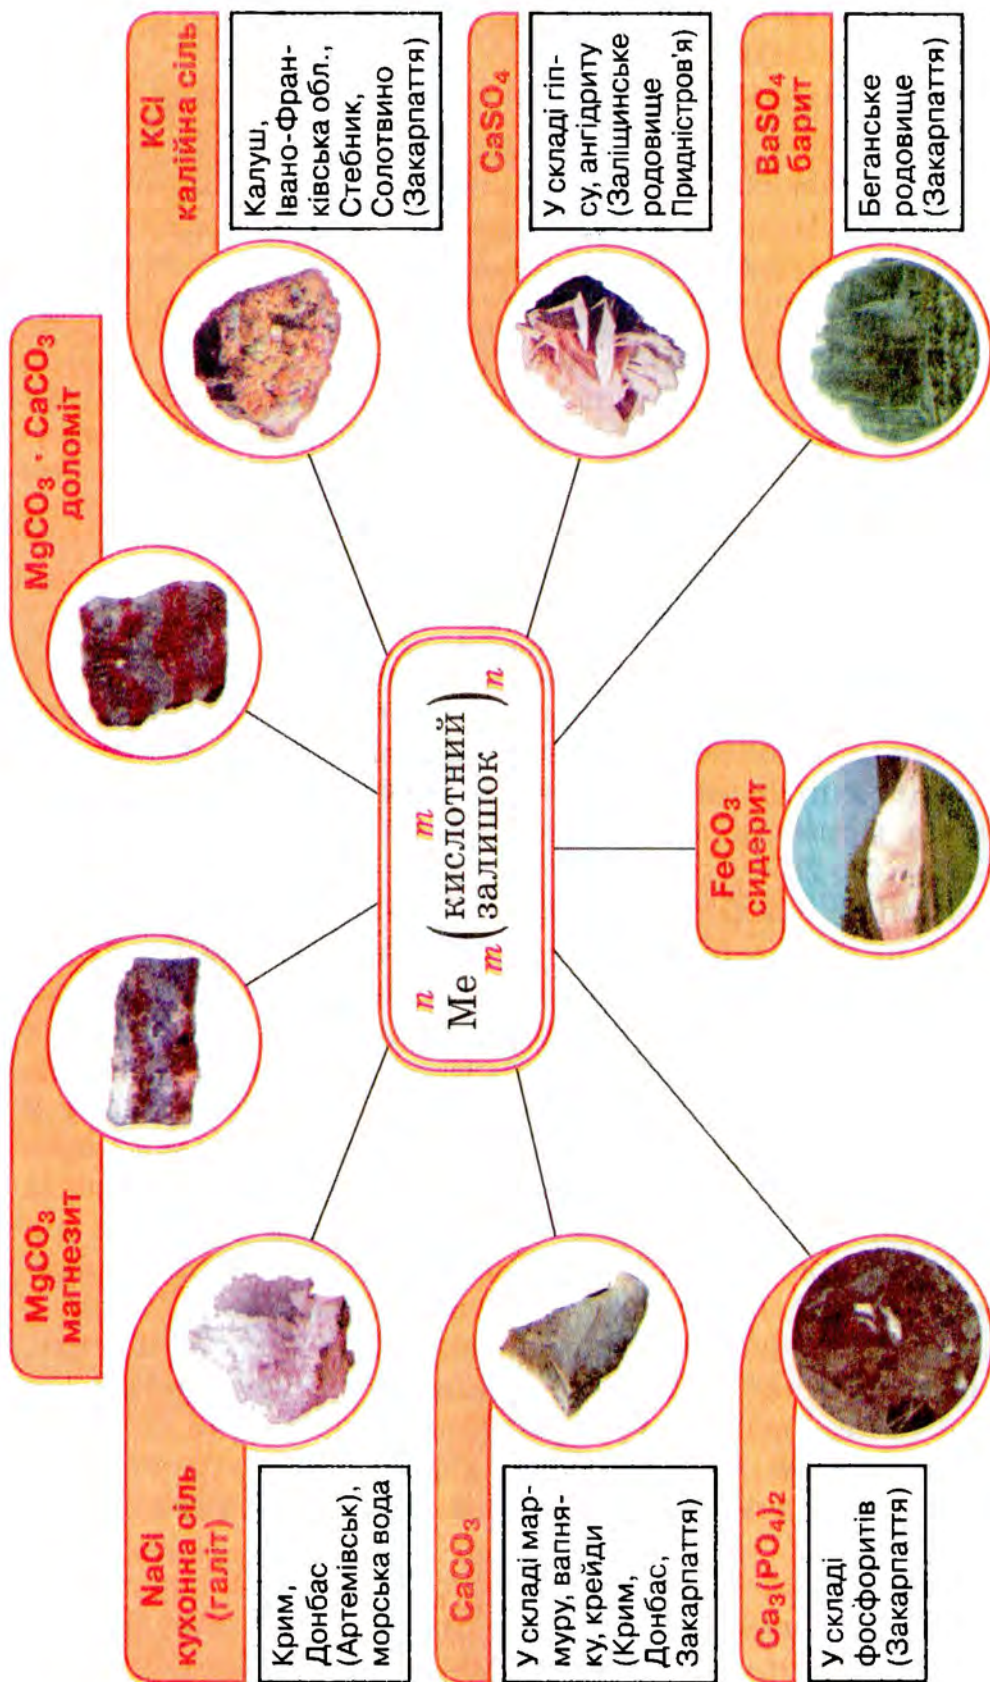 MgCO₃
магнезит
MgCO₃ · CaCO₃
доломіт
NaCl
кухонна сіль
(галіт)
Крим,
Донбас
(Артемівськ),
морська вода
KCl
калійна сіль
Калуш,
Івано-Фран-
ківська обл.,
Стебник,
Солотвино
(Закарпаття)
n m
Me m (кислотний
залишок) n
CaCO₃
У складі мар-
муру, вапня-
ку, крейди
(Крим,
Донбас,
Закарпаття)
CaSO₄
У складі гіп-
су, ангідриту
(Заліщинське
родовище
Придністров'я)
Ca₃(PO₄)₂
У складі
фосфоритів
(Закарпаття)
FeCO₃
сидерит
BaSO₄
барит
Беганське
родовище
(Закарпаття)